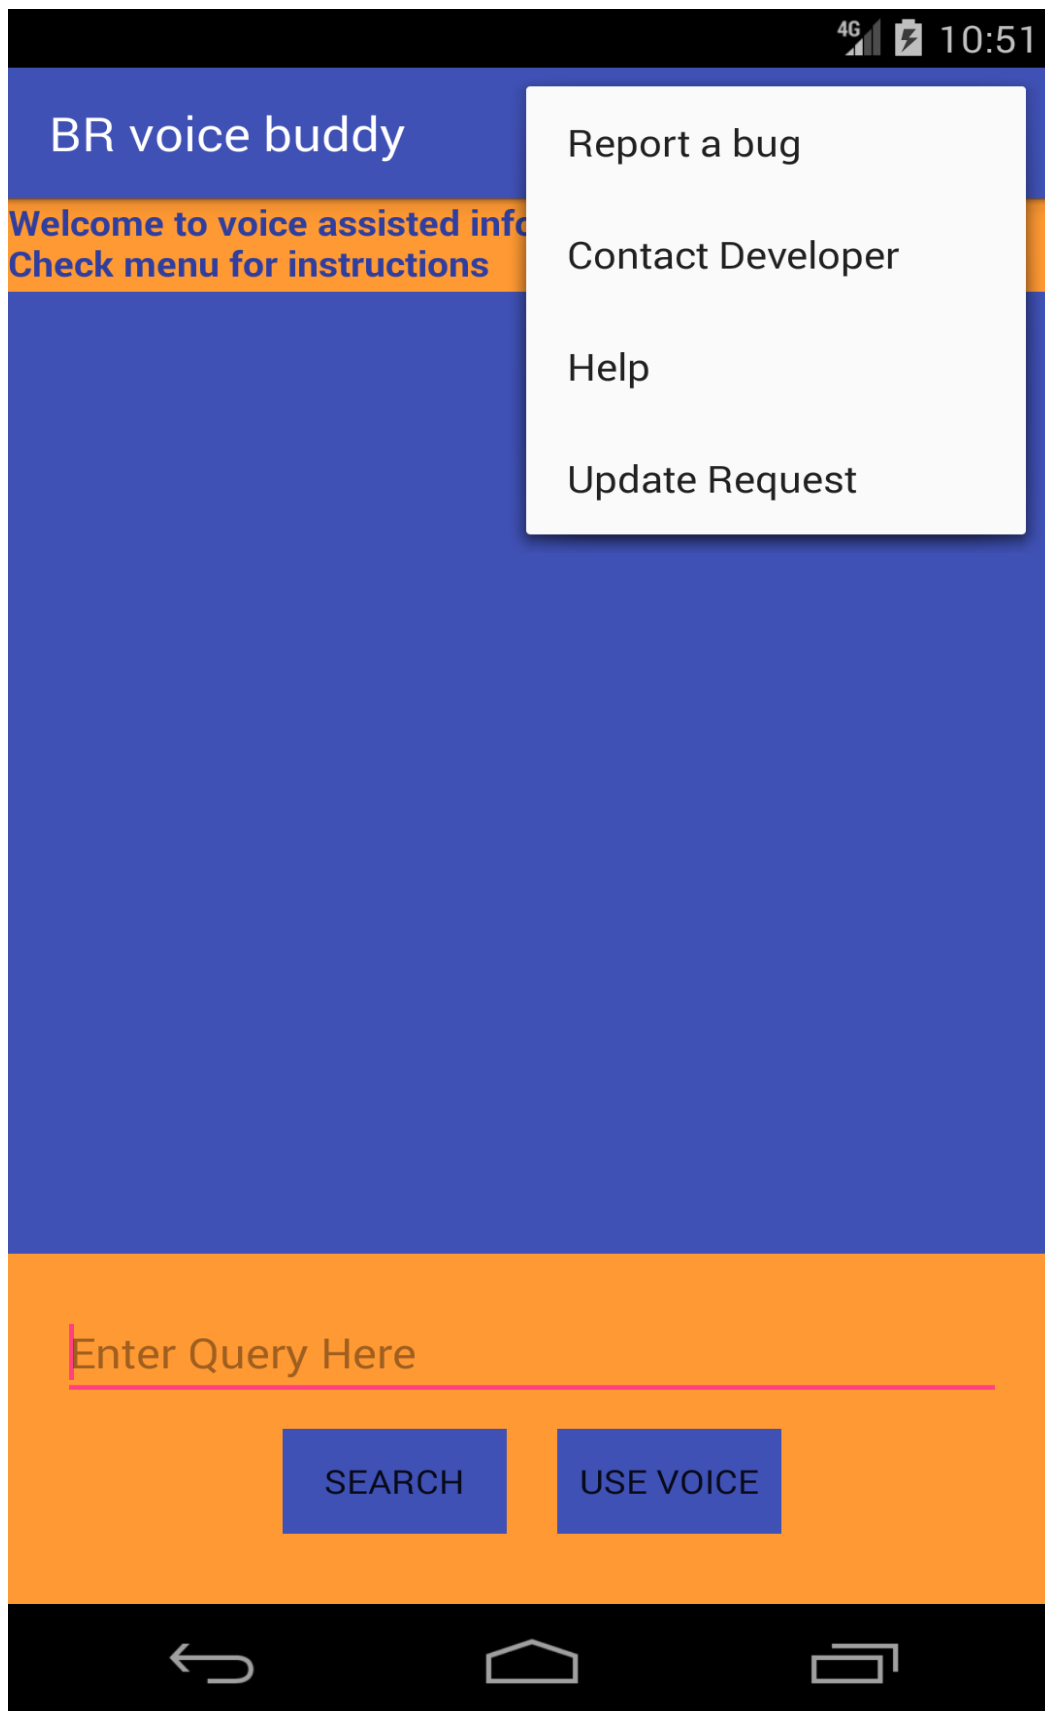 4G 10:51
BR voice buddy
Report a bug
Contact Developer
Help
Update Request
Welcome to voice assisted
Check menu for instructions
Enter Query Here
SEARCH USE VOICE